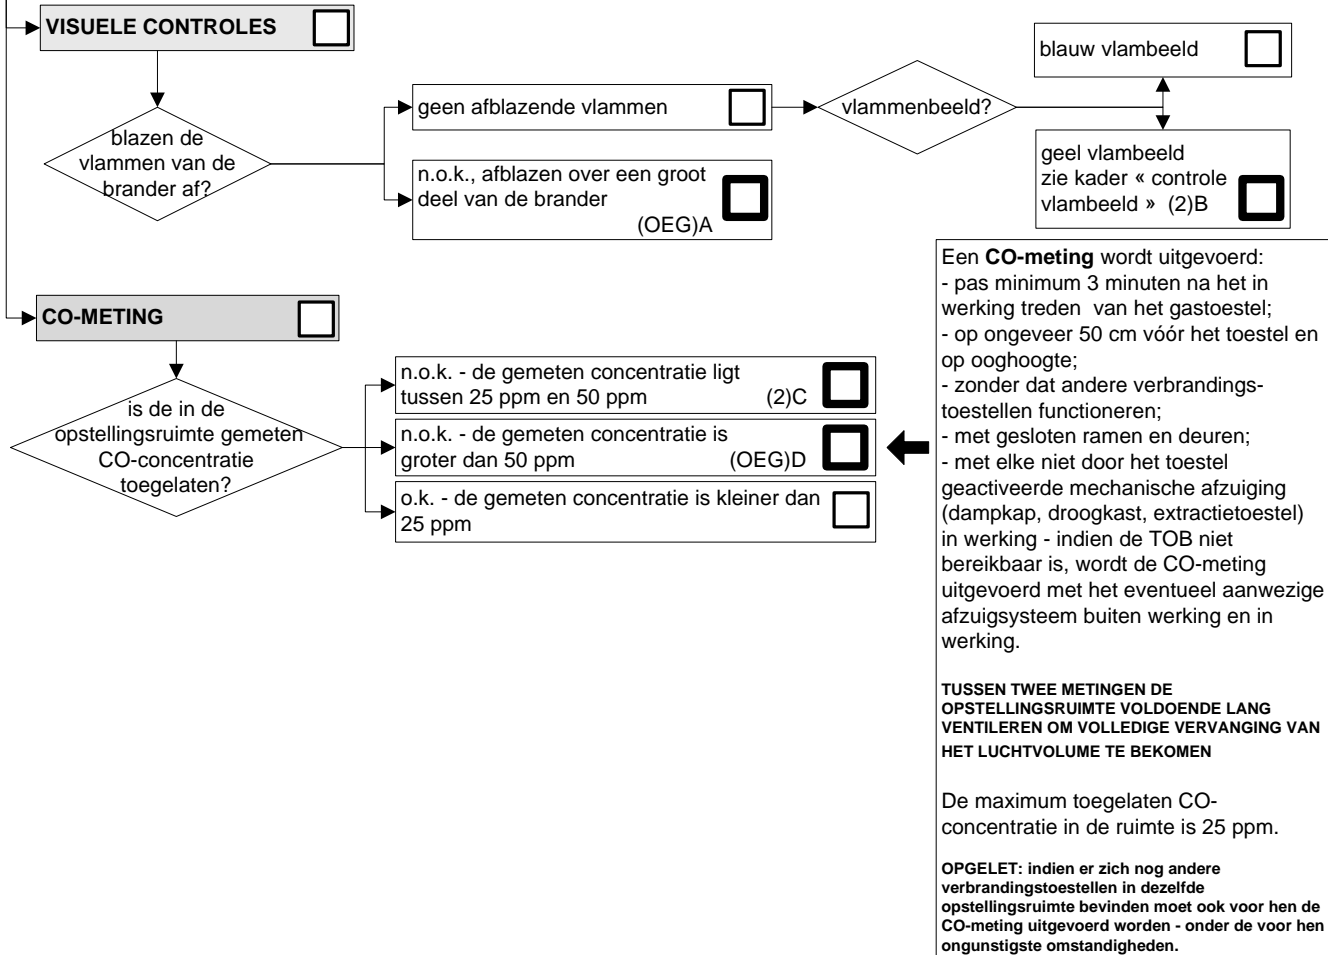 VISUELE CONTROLES
blazen de
vlammen van de
brander af?
geen afblazende vlammen
n.o.k., afblazen over een groot
deel van de brander
(OEG)A
vlammenbeeld?
blauw vlambeeld
geel vlambeeld
zie kader « controle
vlambeeld » (2)B
CO-METING
is de in de
opstellingsruimte gemeten
CO-concentratie
toegelaten?
n.o.k. - de gemeten concentratie ligt
tussen 25 ppm en 50 ppm (2)C
n.o.k. - de gemeten concentratie is
groter dan 50 ppm (OEG)D
o.k. - de gemeten concentratie is kleiner dan
25 ppm
Een CO-meting wordt uitgevoerd:
- pas minimum 3 minuten na het in
werking treden van het gastoestel;
- op ongeveer 50 cm vóór het toestel en
op ooghoogte;
- zonder dat andere verbrandings-
toestellen functioneren;
- met gesloten ramen en deuren;
- met elke niet door het toestel
geactiveerde mechanische afzuiging
(dampkap, droogkast, extractietoestel)
in werking - indien de TOB niet
bereikbaar is, wordt de CO-meting
uitgevoerd met het eventueel aanwezige
afzuigsysteem buiten werking en in
werking.
TUSSEN TWEE METINGEN DE
OPSTELLINGSRUIMTE VOLDOENDE LANG
VENTILEREN OM VOLLEDIGE VERVANGING VAN
HET LUCHTVOLUME TE BEKOMEN
De maximum toegelaten CO-
concentratie in de ruimte is 25 ppm.
OPGELET: indien er zich nog andere
verbrandingstoestellen in dezelfde
opstellingsruimte bevinden moet ook voor hen de
CO-meting uitgevoerd worden - onder de voor hen
ongunstigste omstandigheden.